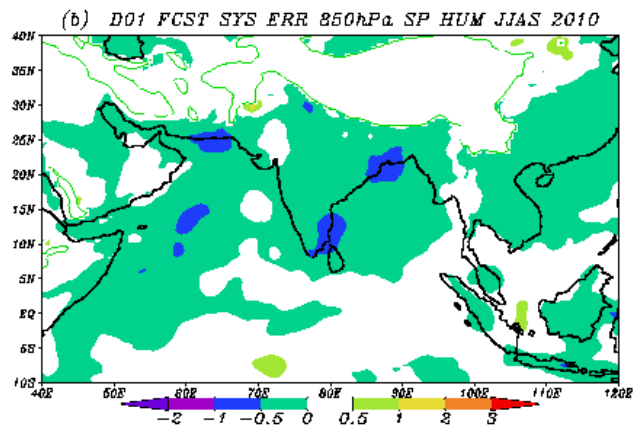 (b) D01 FCST SYS ERR 850hPa SP HUM JJAS 2010
40N
35N
30N
25N
20N
15N
10N
5N
EQ
5S
10S
40E 50E 60E 70E 80E 90E 100E 110E 120E
-2 -1 -0.5 0 0.5 1 2 3